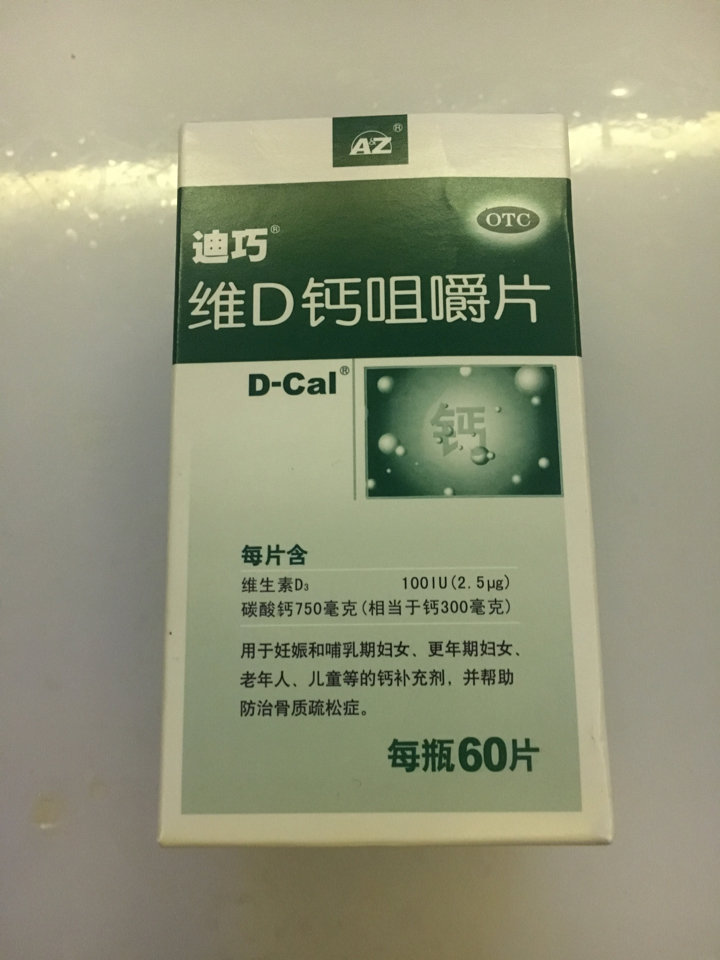 A&Z®
OTC
迪巧®
维D钙咀嚼片
D-Cal®
钙
每片含
维生素D₃ 100IU(2.5μg)
碳酸钙750毫克(相当于钙300毫克)
用于妊娠和哺乳期妇女、更年期妇女、
老年人、儿童等的钙补充剂，并帮助
防治骨质疏松症。
每瓶60片